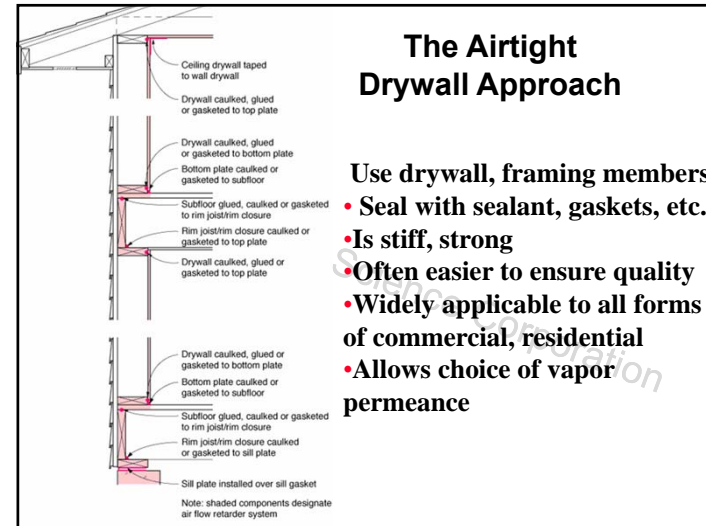 The Airtight
Drywall Approach
Ceiling drywall taped
to wall drywall
Drywall caulked, glued
or gasketed to top plate
Drywall caulked, glued
or gasketed to bottom plate
Bottom plate caulked or
gasketed to subfloor
Subfloor glued, caulked or gasketed
to rim joist/rim closure
Rim joist/rim closure caulked or
gasketed to top plate
Drywall caulked, glued or
gasketed to top plate
Drywall caulked, glued or
gasketed to bottom plate
Bottom plate caulked or
gasketed to subfloor
Subfloor glued, caulked or gasketed
to rim joist/rim closure
Rim joist/rim closure caulked
or gasketed to sill plate
Sill plate installed over sill gasket
Note: shaded components designate
air flow retarder system
Use drywall, framing members
• Seal with sealant, gaskets, etc.
•Is stiff, strong
•Often easier to ensure quality
•Widely applicable to all forms
of commercial, residential
•Allows choice of vapor
permeance
Science Corporation